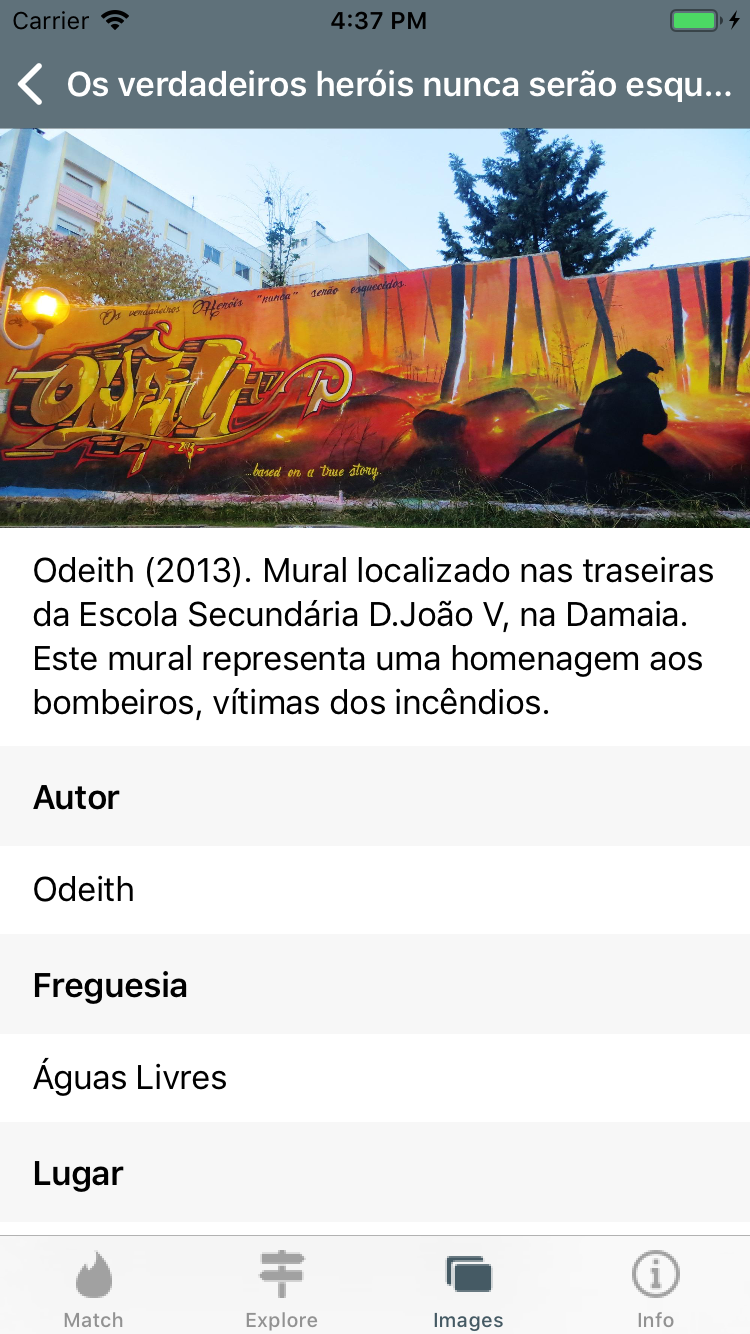 Carrier 4:37 PM
Os verdadeiros heróis nunca serão esqu...
Os verdadeiros Heróis "nunca" serão esquecidos
ODEITH
2013
...based on a true story.
Odeith (2013). Mural localizado nas traseiras
da Escola Secundária D.João V, na Damaia.
Este mural representa uma homenagem aos
bombeiros, vítimas dos incêndios.
Autor
Odeith
Freguesia
Águas Livres
Lugar
Match Explore Images Info